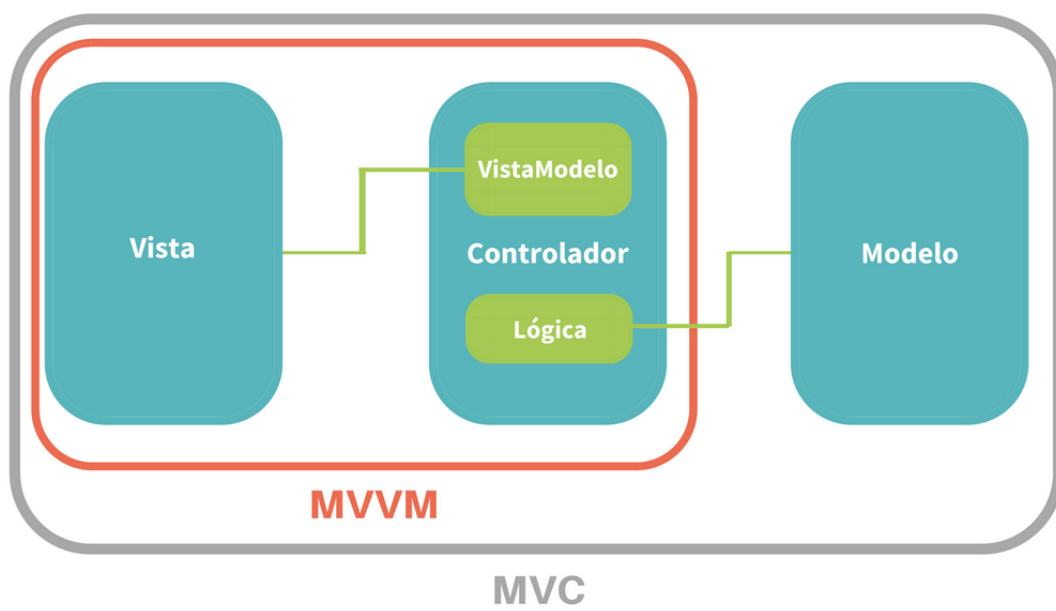 VistaModelo
Vista
Controlador
Modelo
Lógica
MVVM
MVC